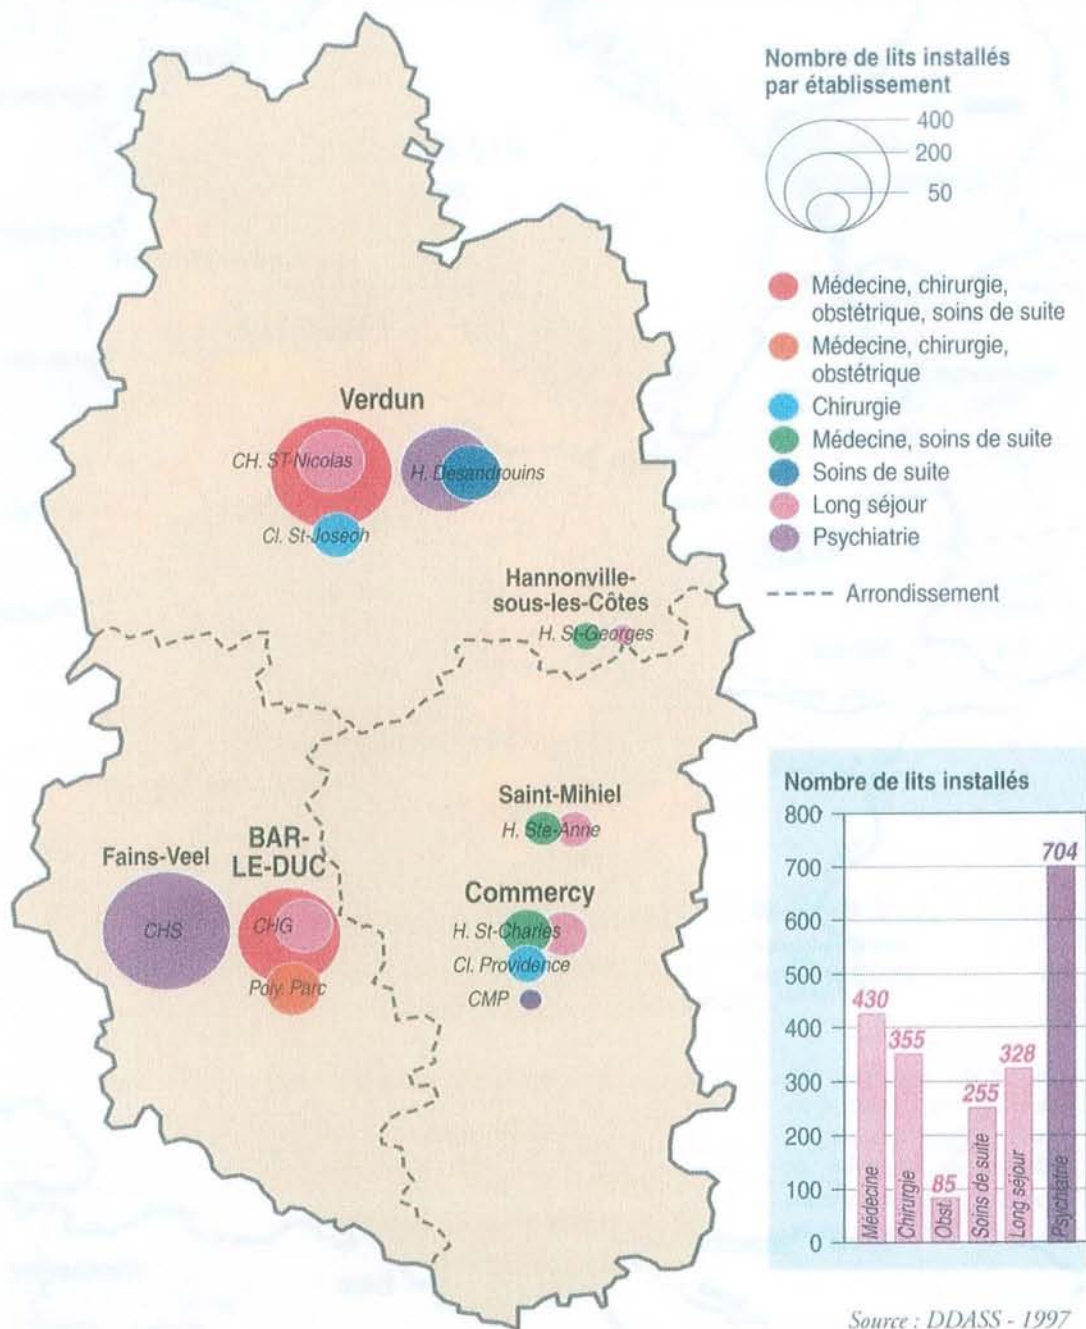 Nombre de lits installés
par établissement
400
200
50
Médecine, chirurgie,
obstétrique, soins de suite
Médecine, chirurgie,
obstétrique
Chirurgie
Médecine, soins de suite
Soins de suite
Long séjour
Psychiatrie
Arrondissement
Verdun
CH. ST-Nicolas
H. Desandrouins
Cl. St-Joseph
Hannonville-
sous-les-Côtes
H. St-Georges
Saint-Mihiel
H. Ste-Anne
Fains-Veel
CHS
BAR-
LE-DUC
CHG
Poly. Parc
Commercy
H. St-Charles
Cl. Providence
CMP
Nombre de lits installés
800
700
600
500
400
300
200
100
0
430
355
85
255
328
704
Médecine
Chirurgie
Obst.
Soins de suite
Long séjour
Psychiatrie
Source : DDASS - 1997